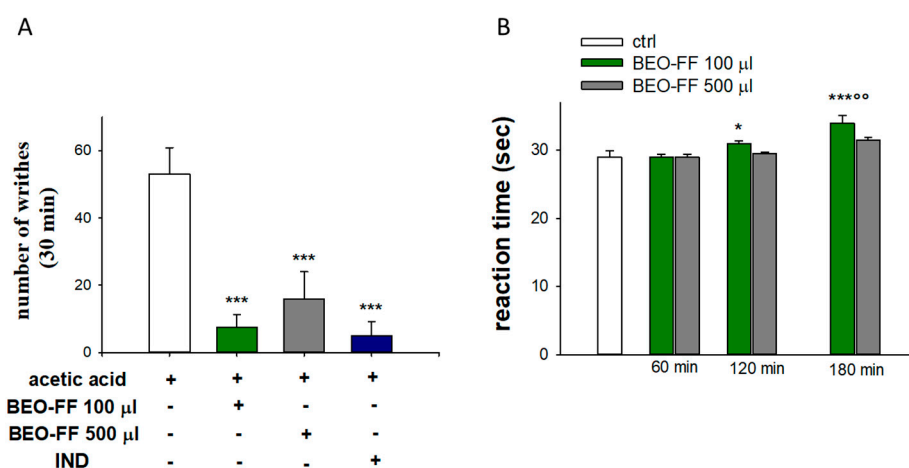 A
number of writhes
(30 min)
60
40
20
0
***
***
***
acetic acid + + + +
BEO-FF 100 µl - + - -
BEO-FF 500 µl - - + -
IND - - - +
B
ctrl
BEO-FF 100 µl
BEO-FF 500 µl
reaction time (sec)
30
20
10
0
*
***°°
60 min 120 min 180 min